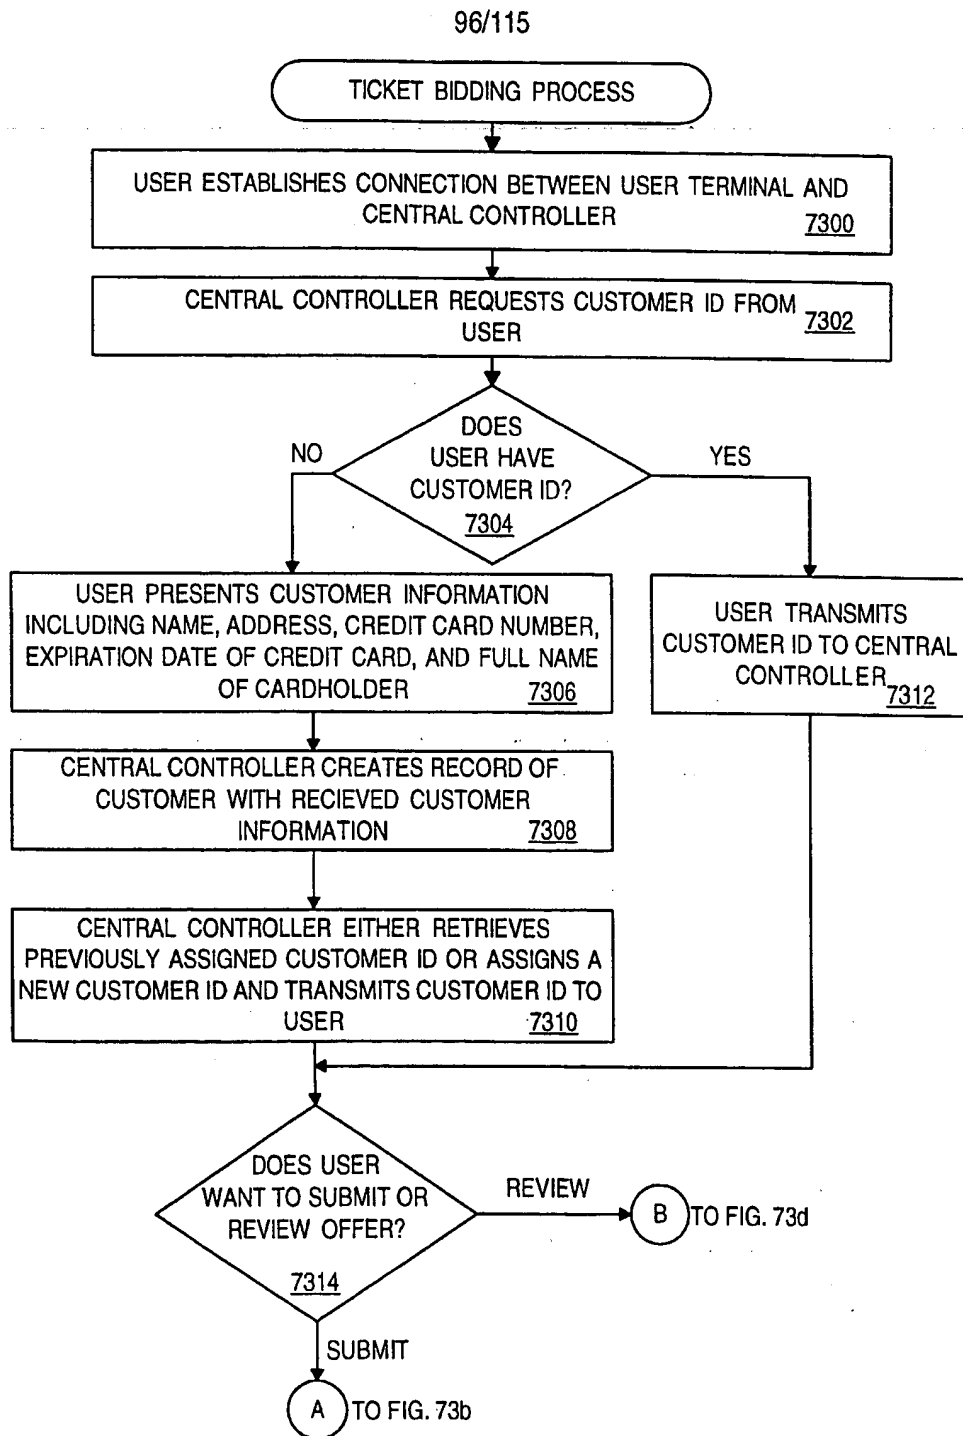 96/115
TICKET BIDDING PROCESS
USER ESTABLISHES CONNECTION BETWEEN USER TERMINAL AND
CENTRAL CONTROLLER 7300
CENTRAL CONTROLLER REQUESTS CUSTOMER ID FROM
USER 7302
DOES
USER HAVE
CUSTOMER ID?
7304
NO
YES
USER PRESENTS CUSTOMER INFORMATION
INCLUDING NAME, ADDRESS, CREDIT CARD NUMBER,
EXPIRATION DATE OF CREDIT CARD, AND FULL NAME
OF CARDHOLDER 7306
USER TRANSMITS
CUSTOMER ID TO CENTRAL
CONTROLLER 7312
CENTRAL CONTROLLER CREATES RECORD OF
CUSTOMER WITH RECIEVED CUSTOMER
INFORMATION 7308
CENTRAL CONTROLLER EITHER RETRIEVES
PREVIOUSLY ASSIGNED CUSTOMER ID OR ASSIGNS A
NEW CUSTOMER ID AND TRANSMITS CUSTOMER ID TO
USER 7310
DOES USER
WANT TO SUBMIT OR
REVIEW OFFER?
7314
REVIEW
B TO FIG. 73d
SUBMIT
A TO FIG. 73b